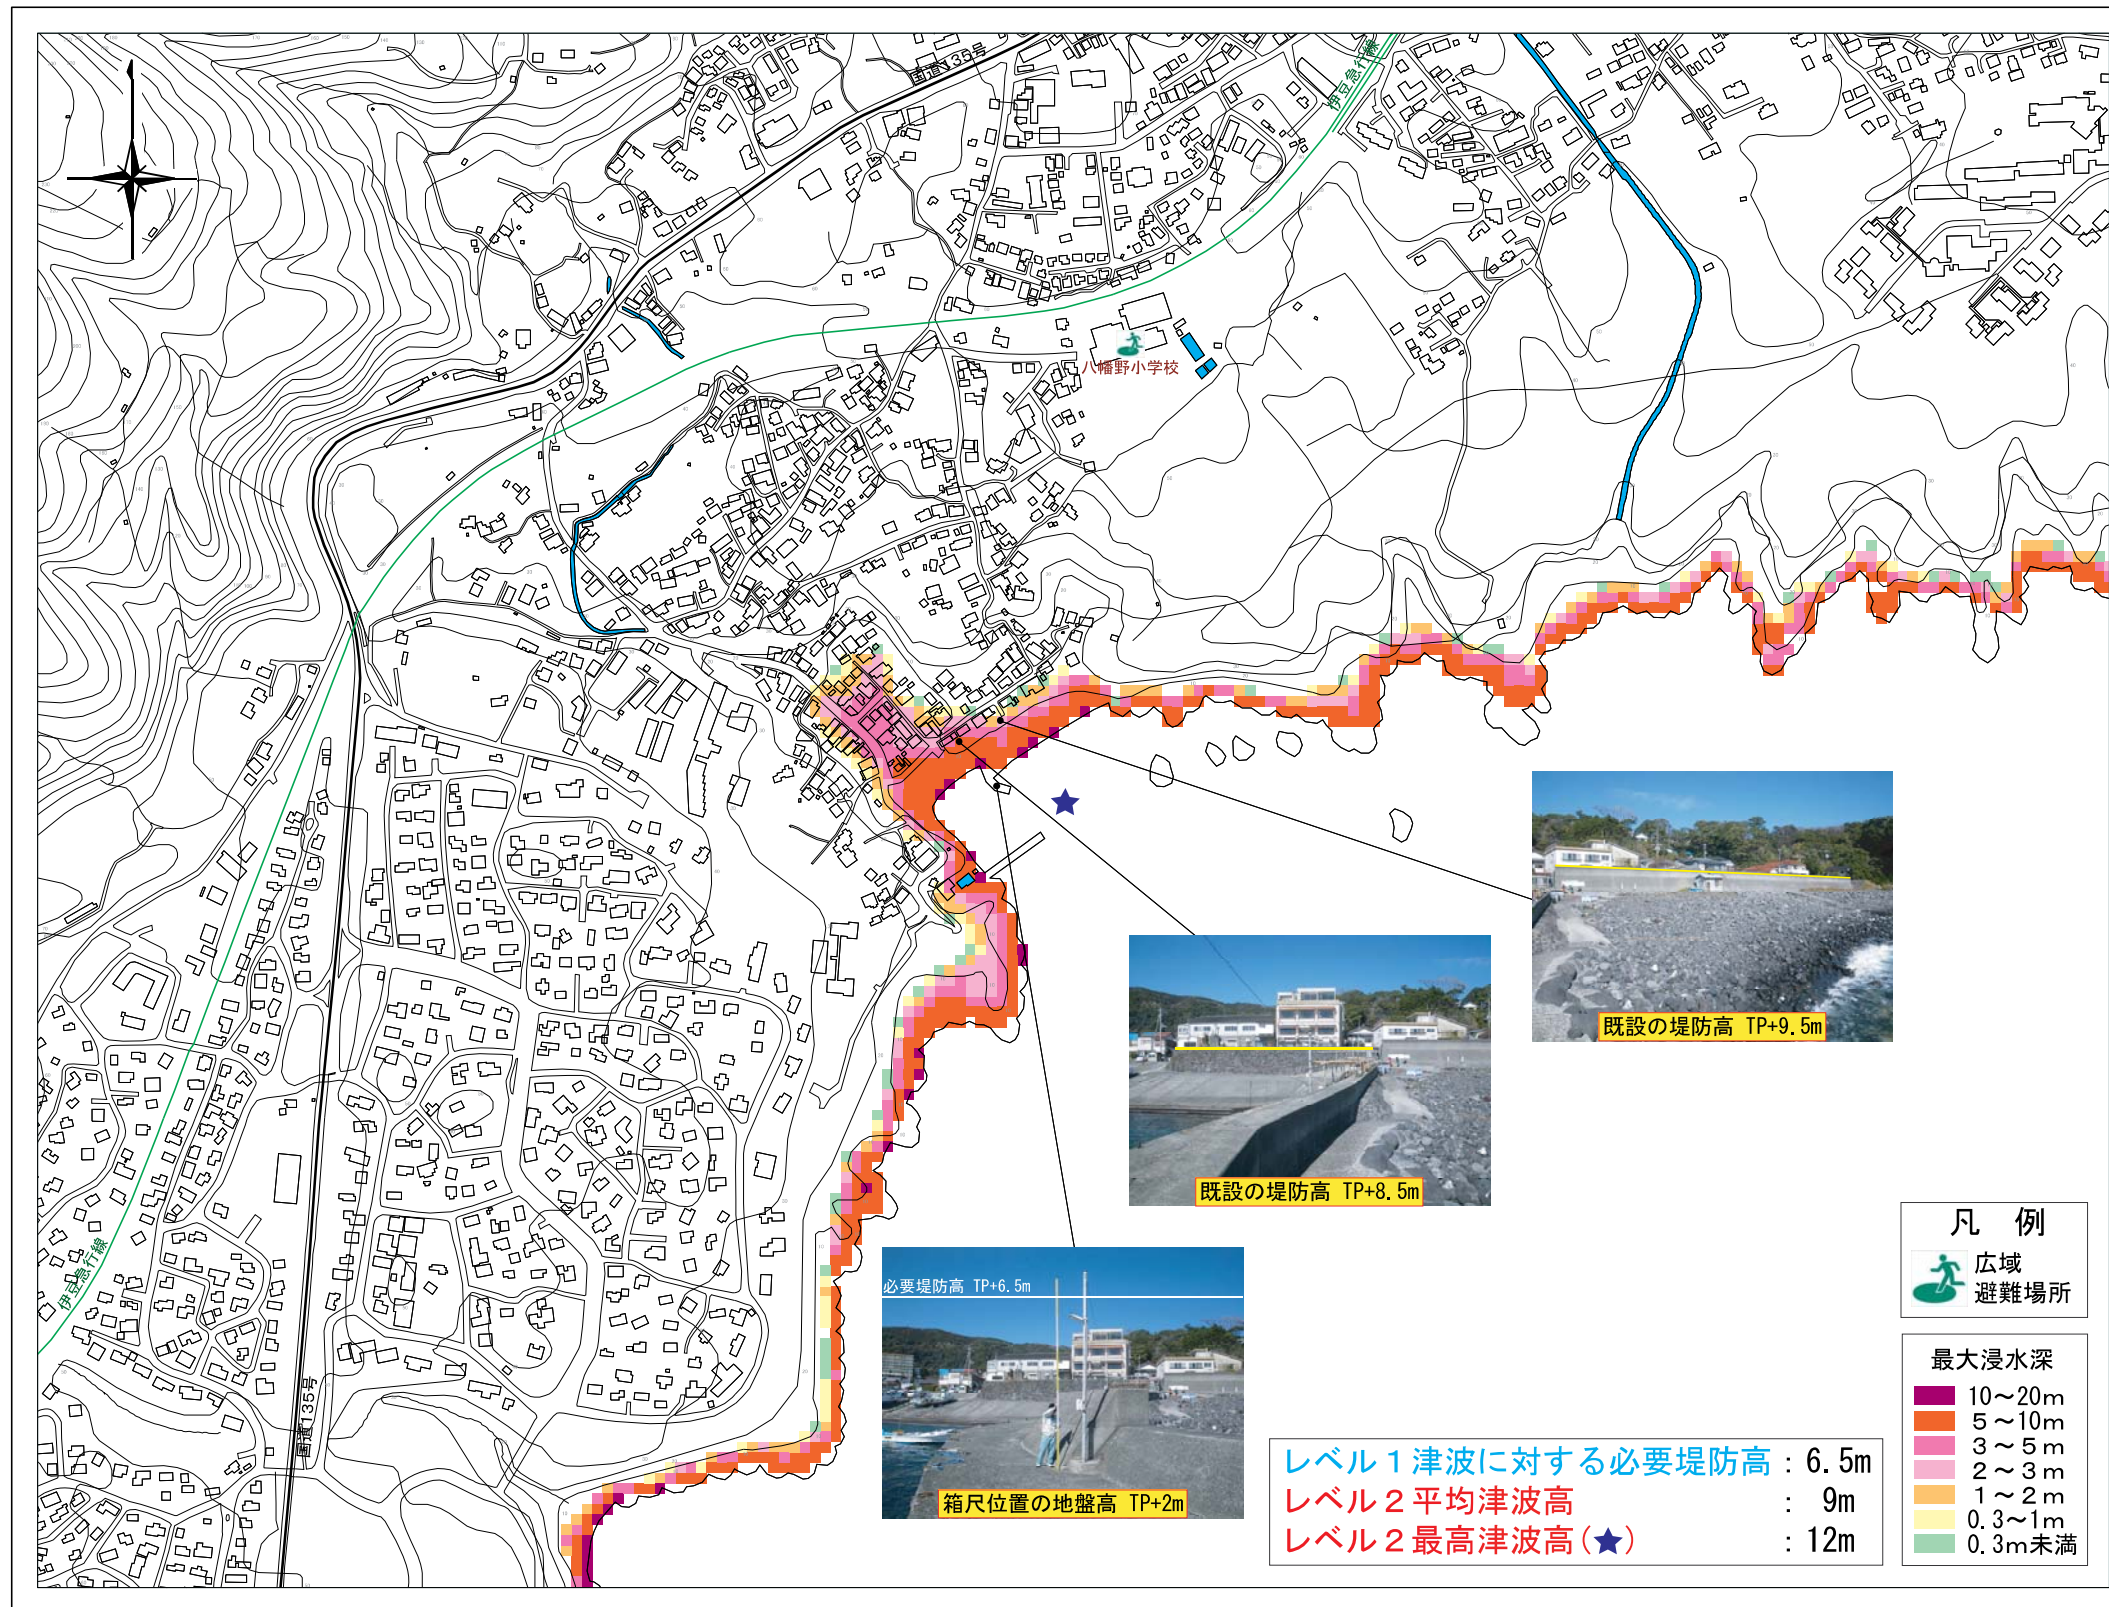 国道135号
伊豆急行線
八幡野小学校
既設の堤防高 TP+9.5m
既設の堤防高 TP+8.5m
必要堤防高 TP+6.5m
箱尺位置の地盤高 TP+2m
伊豆急行線
国道135号
凡 例
広域
避難場所
最大浸水深
10～20m
5～10m
3～5m
2～3m
1～2m
0.3～1m
0.3m未満
レベル1津波に対する必要堤防高 : 6.5m
レベル2平均津波高 : 9m
レベル2最高津波高(★) : 12m